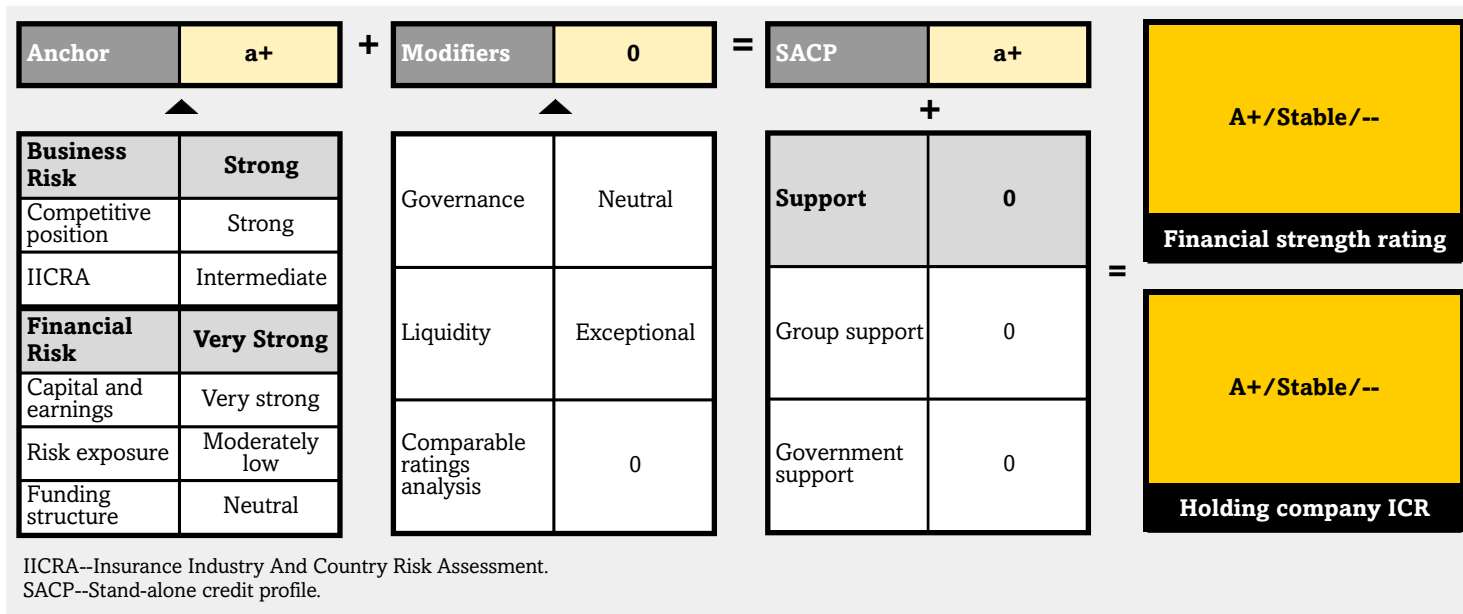 Anchor
a+
+
Modifiers
0
=
SACP
a+
+
Business
Risk
Strong
Competitive
position
Strong
IICRA
Intermediate
Financial
Risk
Very Strong
Capital and
earnings
Very strong
Risk exposure
Moderately
low
Funding
structure
Neutral
Governance
Neutral
Liquidity
Exceptional
Comparable
ratings
analysis
0
Support
0
Group support
0
Government
support
0
=
A+/Stable/--
Financial strength rating
A+/Stable/--
Holding company ICR
IICRA--Insurance Industry And Country Risk Assessment.
SACP--Stand-alone credit profile.